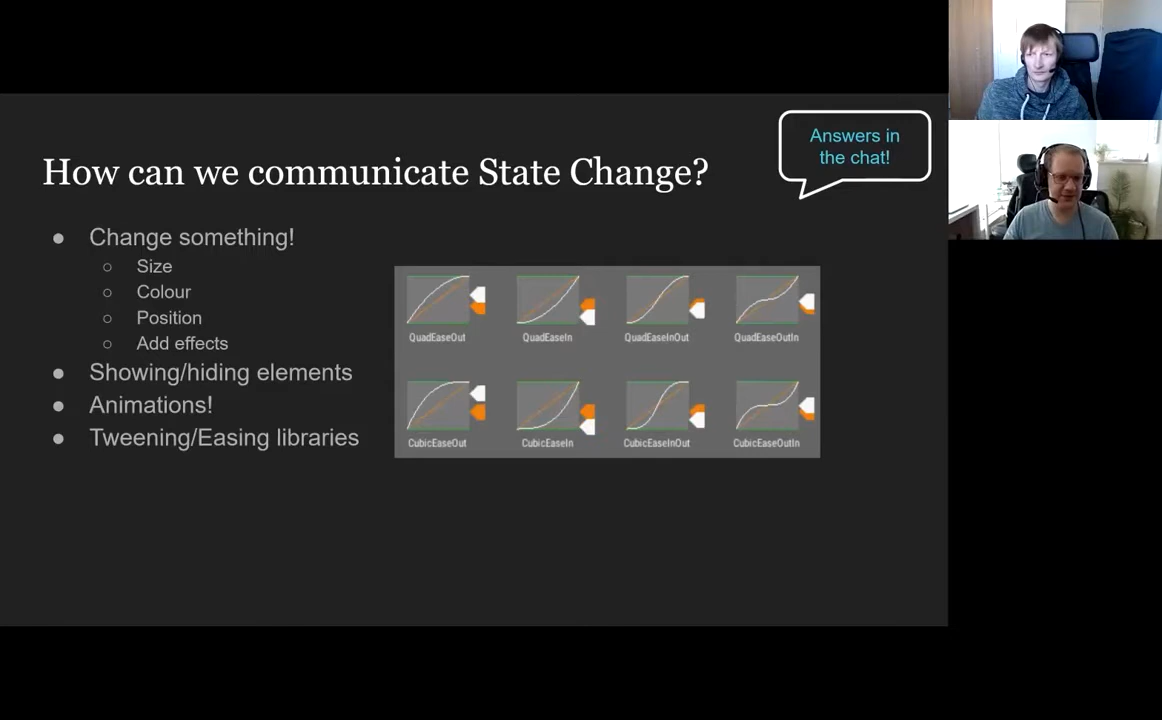 Answers in
the chat!
How can we communicate State Change?
● Change something!
○ Size
○ Colour
○ Position
○ Add effects
● Showing/hiding elements
● Animations!
● Tweening/Easing libraries
QuadEaseOut QuadEaseIn QuadEaseInOut QuadEaseOutIn
CubicEaseOut CubicEaseIn CubicEaseInOut CubicEaseOutIn